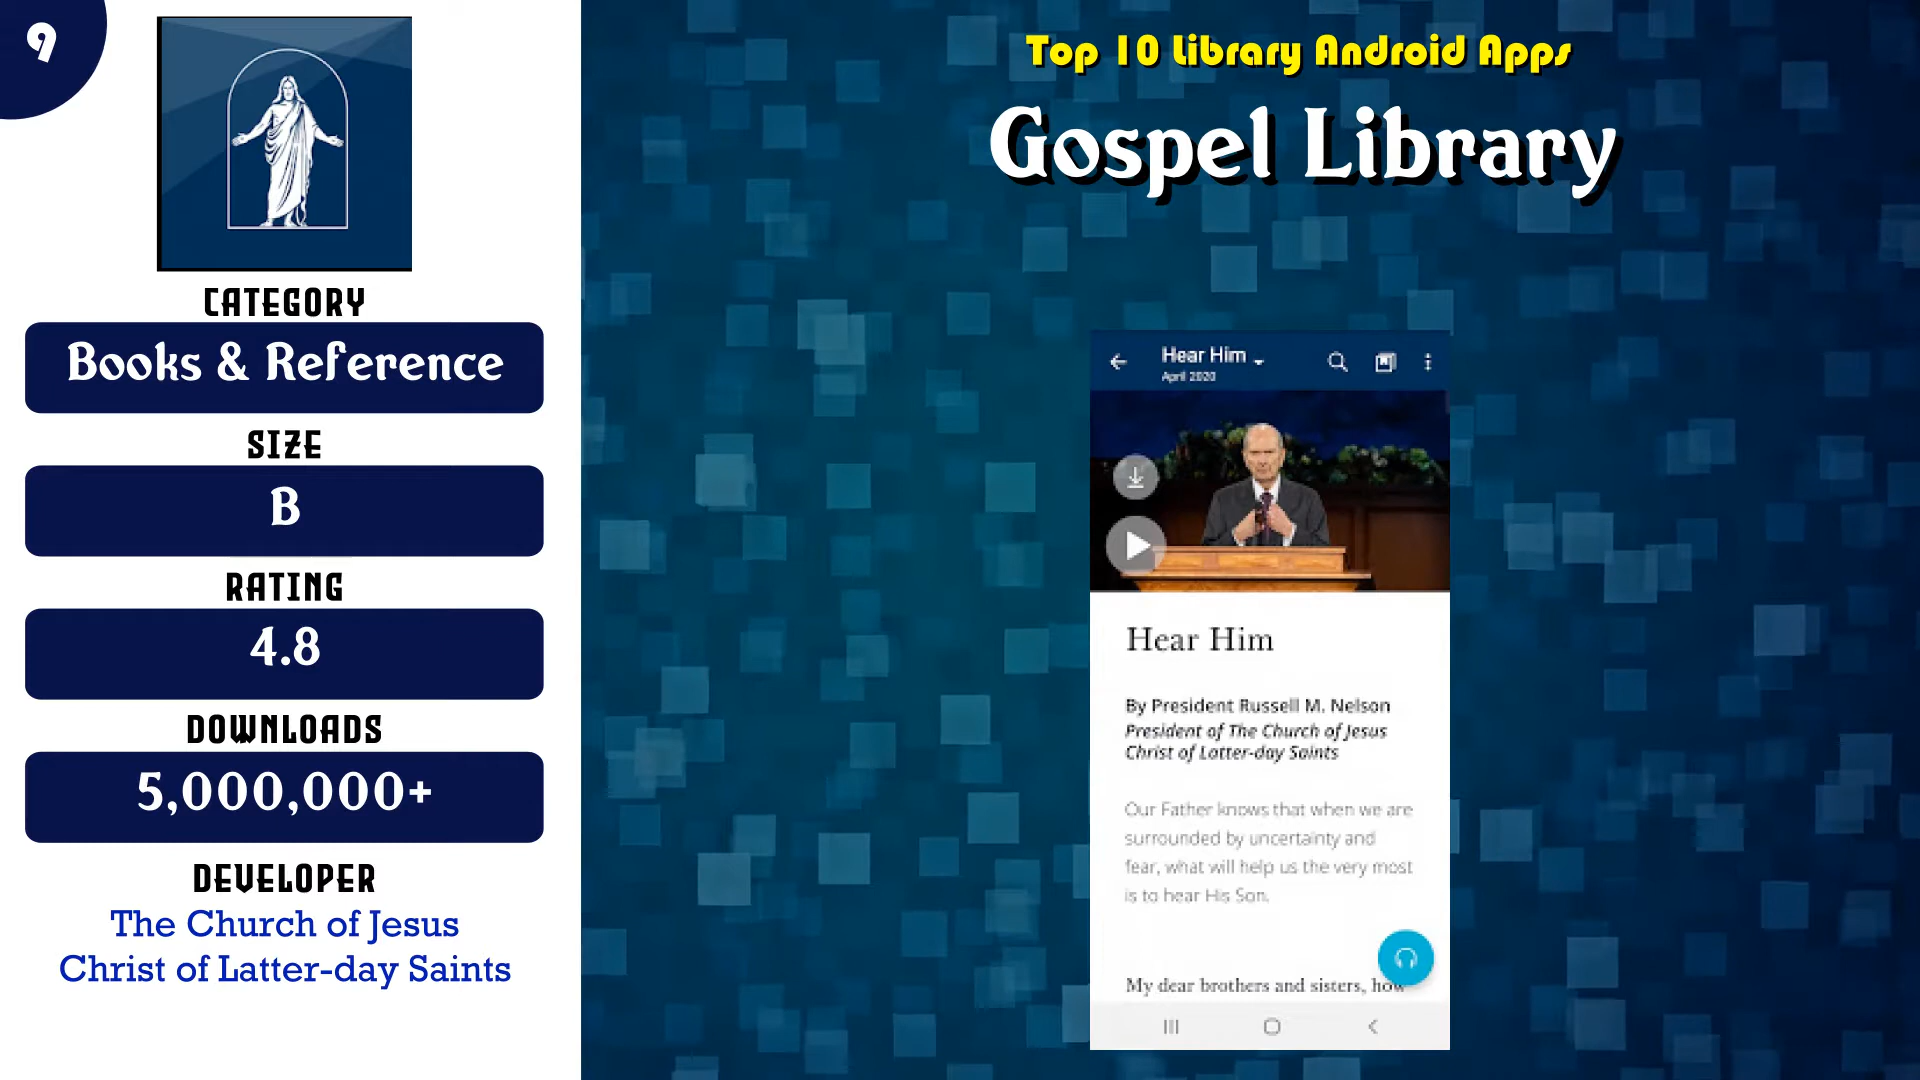 9
CATEGORY
Books & Reference
SIZE
B
RATING
4.8
DOWNLOADS
5,000,000+
DEVELOPER
The Church of Jesus
Christ of Latter-day Saints
Top 10 Library Android Apps
Gospel Library
Hear Him
April 2020
Hear Him
By President Russell M. Nelson
President of The Church of Jesus
Christ of Latter-day Saints
Our Father knows that when we are
surrounded by uncertainty and
fear, what will help us the very most
is to hear His Son.
My dear brothers and sisters, how